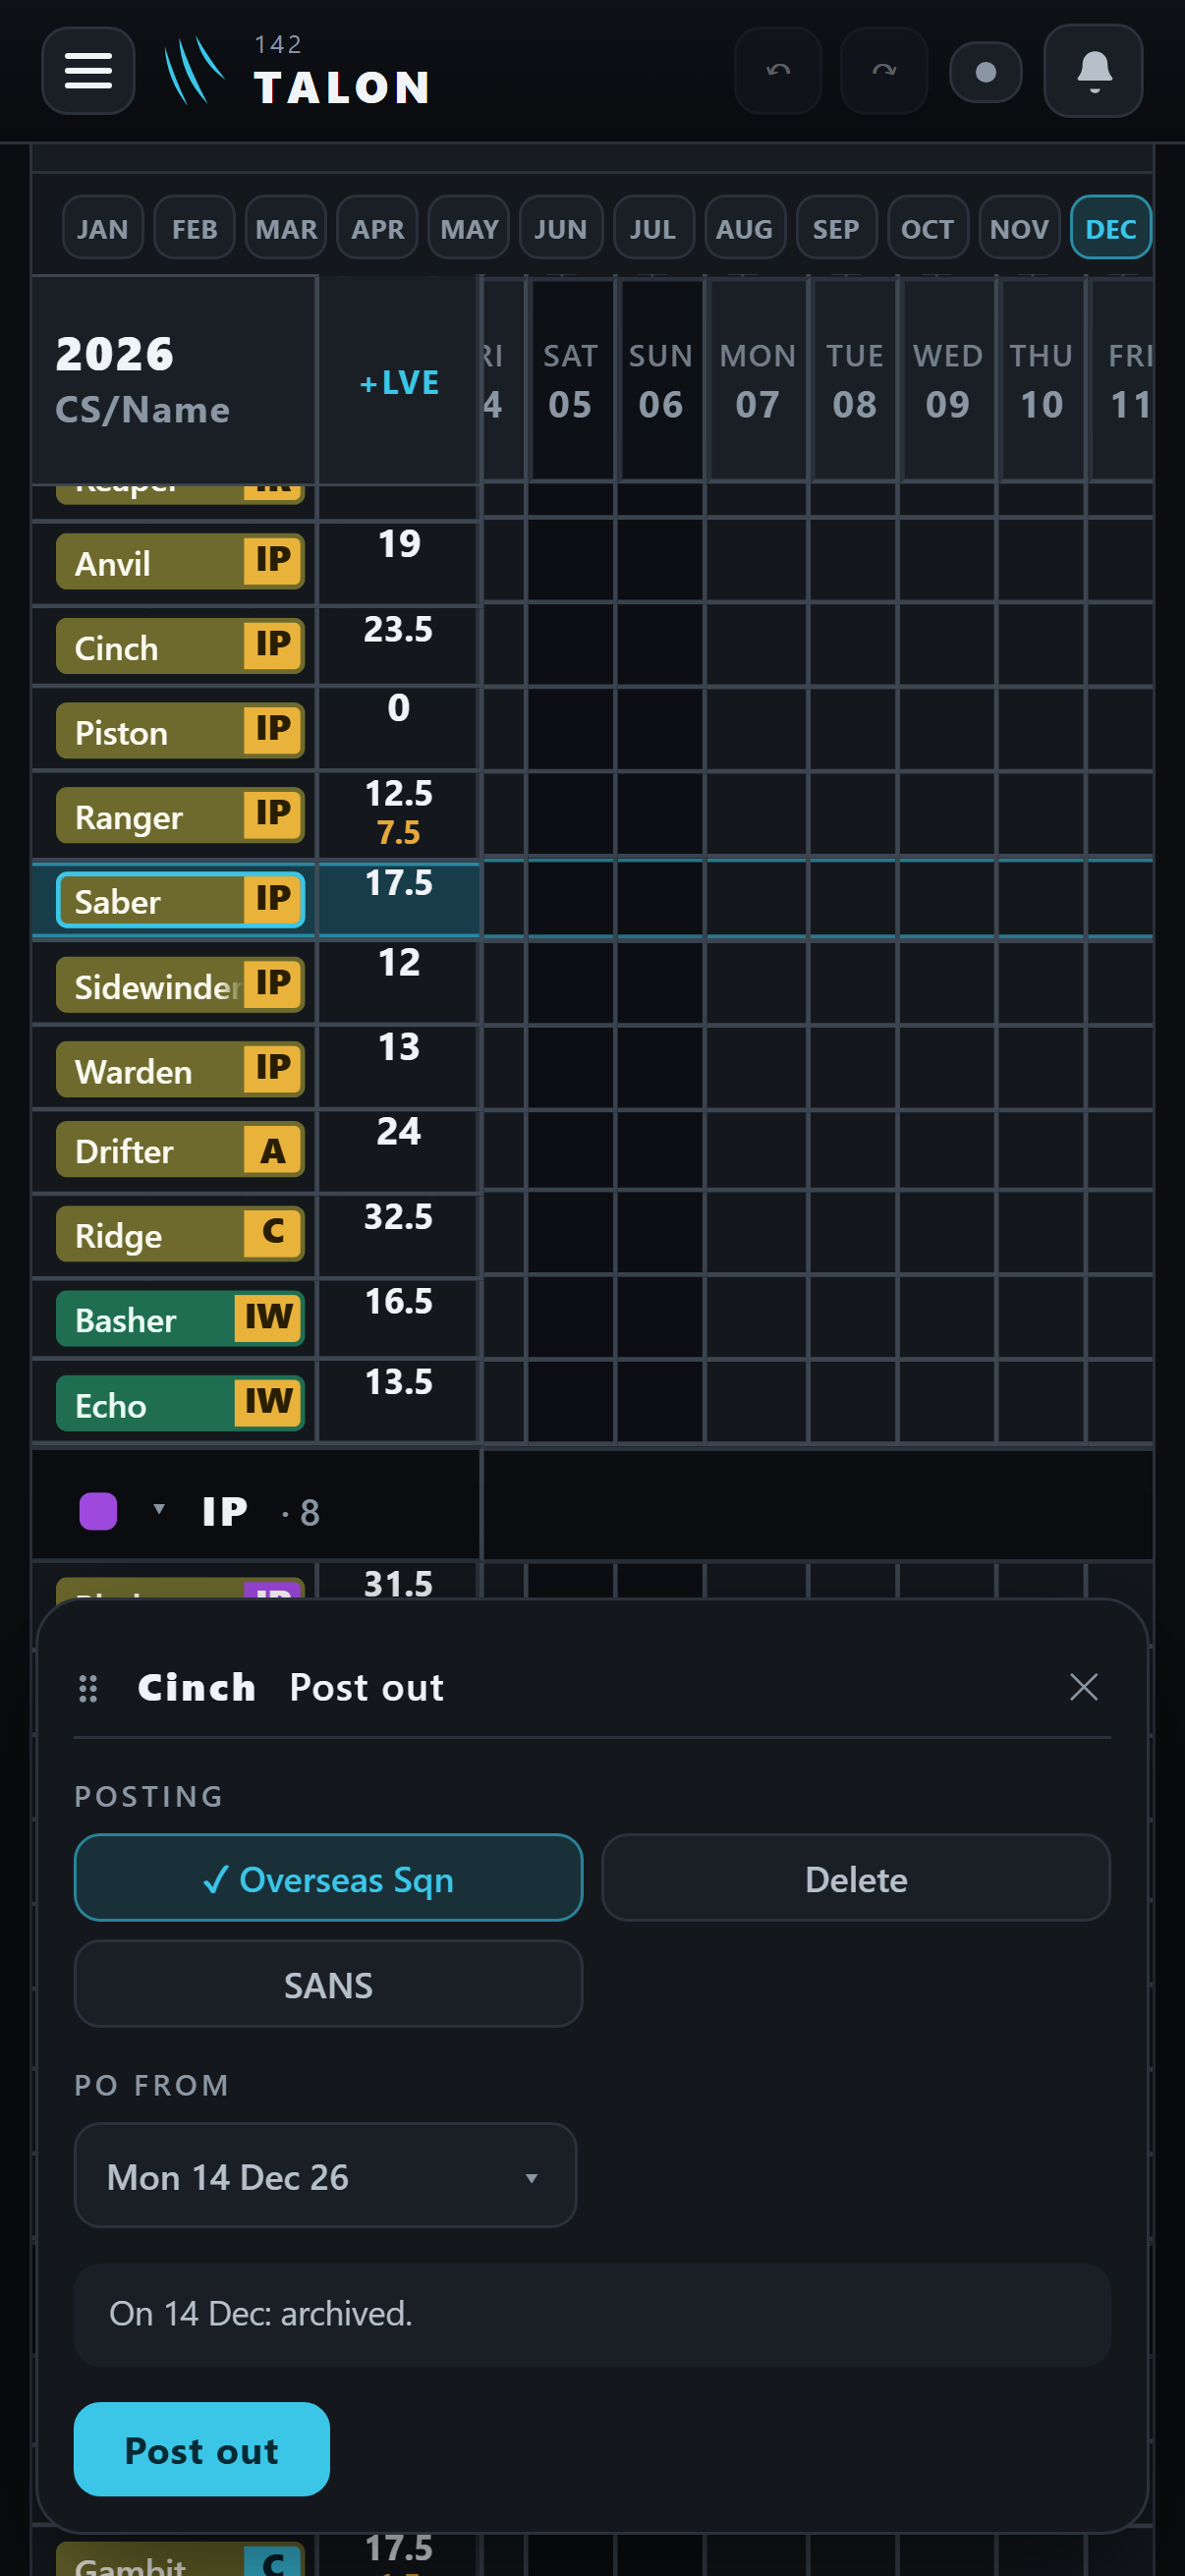 142
TALON
JAN FEB MAR APR MAY JUN JUL AUG SEP OCT NOV DEC
2026
CS/Name
+LVE
SAT SUN MON TUE WED THU FRI
4 05 06 07 08 09 10 11
Reaper
Anvil IP 19
Cinch IP 23.5
Piston IP 0
Ranger IP 12.5
7.5
Saber IP 17.5
Sidewinder IP 12
Warden IP 13
Drifter A 24
Ridge C 32.5
Basher IW 16.5
Echo IW 13.5
IP · 8
31.5
Cinch Post out
POSTING
✓ Overseas Sqn
Delete
SANS
PO FROM
Mon 14 Dec 26
On 14 Dec: archived.
Post out
Gambit C 17.5